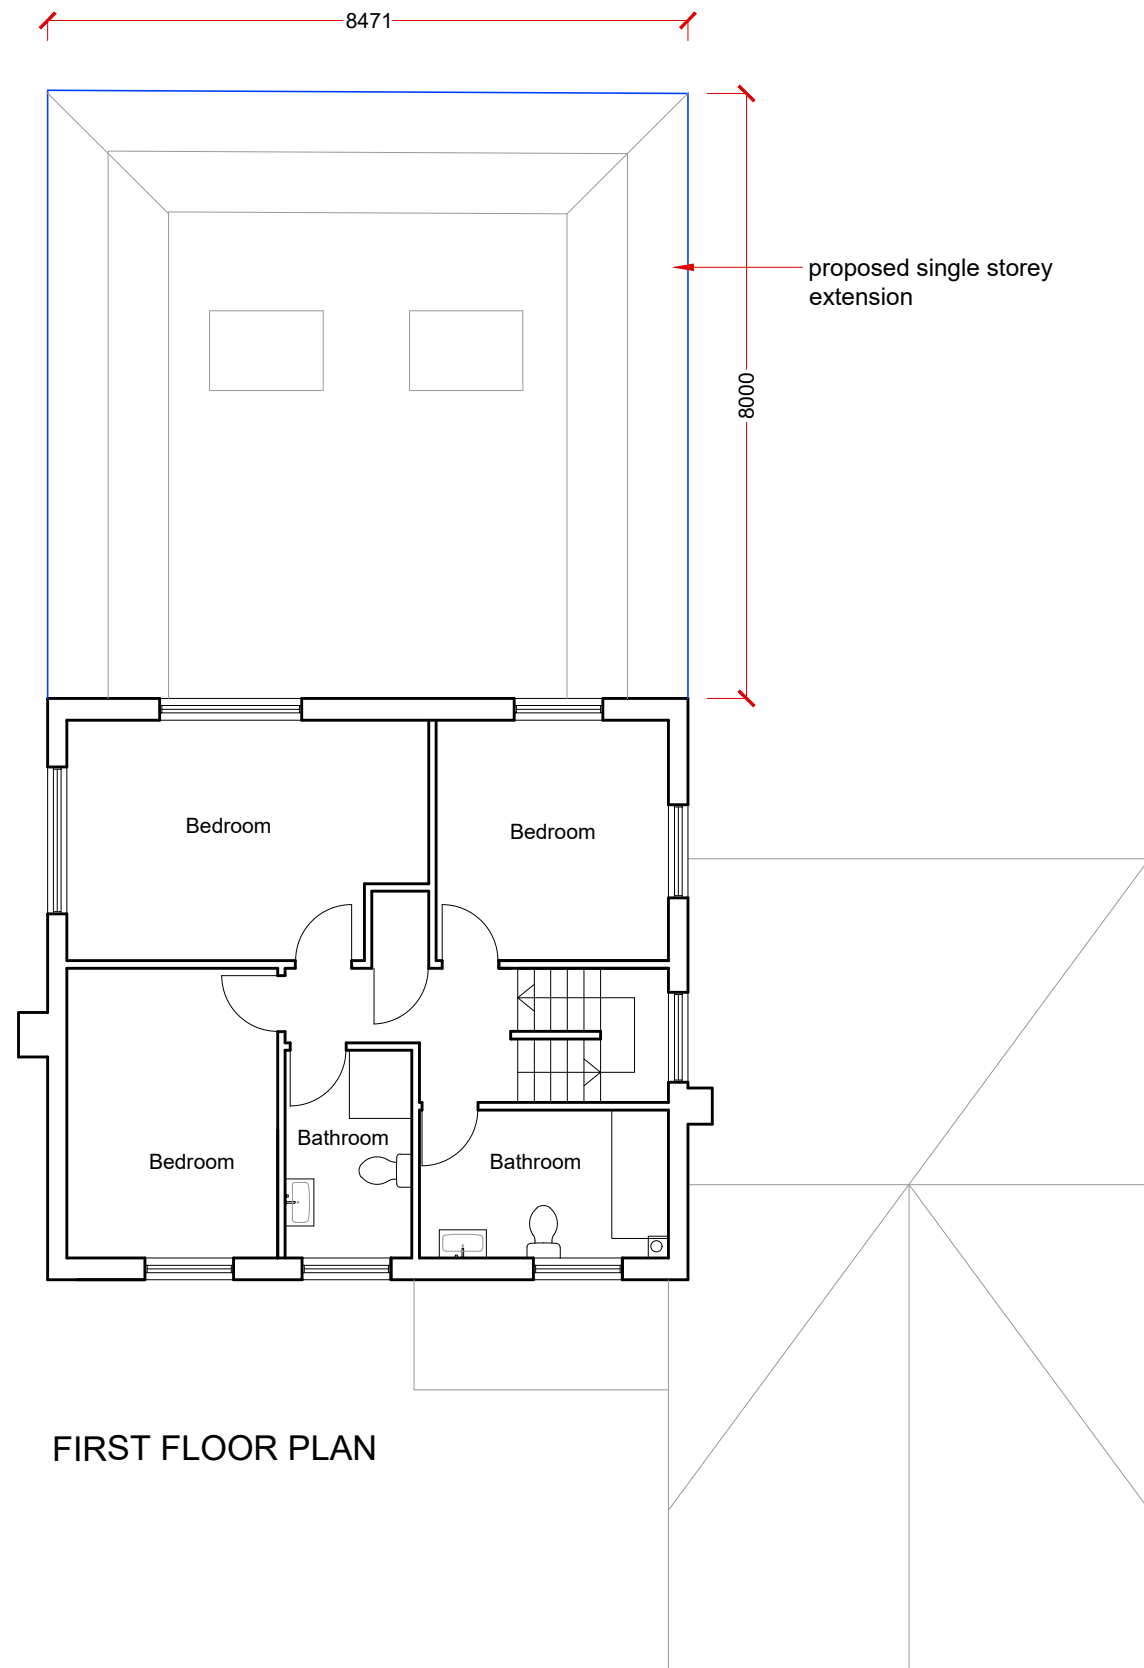 8471
proposed single storey
extension
8000
Bedroom
Bedroom
Bathroom
Bedroom
Bathroom
FIRST FLOOR PLAN